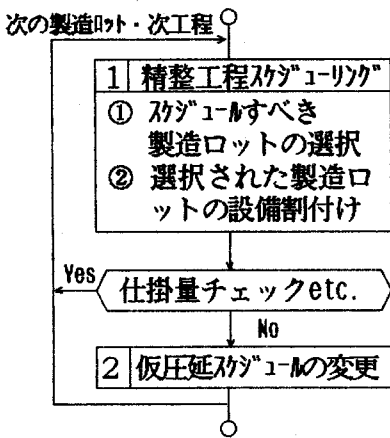 次の製造ﾛｯﾄ・次工程
1 精整工程ｽｹｼﾞｭｰﾘﾝｸﾞ
① ｽｹｼﾞｭｰﾙすべき
製造ロットの選択
② 選択された製造ロ
ットの設備割付け
Yes
仕掛量チェックetc.
No
2 仮圧延ｽｹｼﾞｭｰﾙの変更